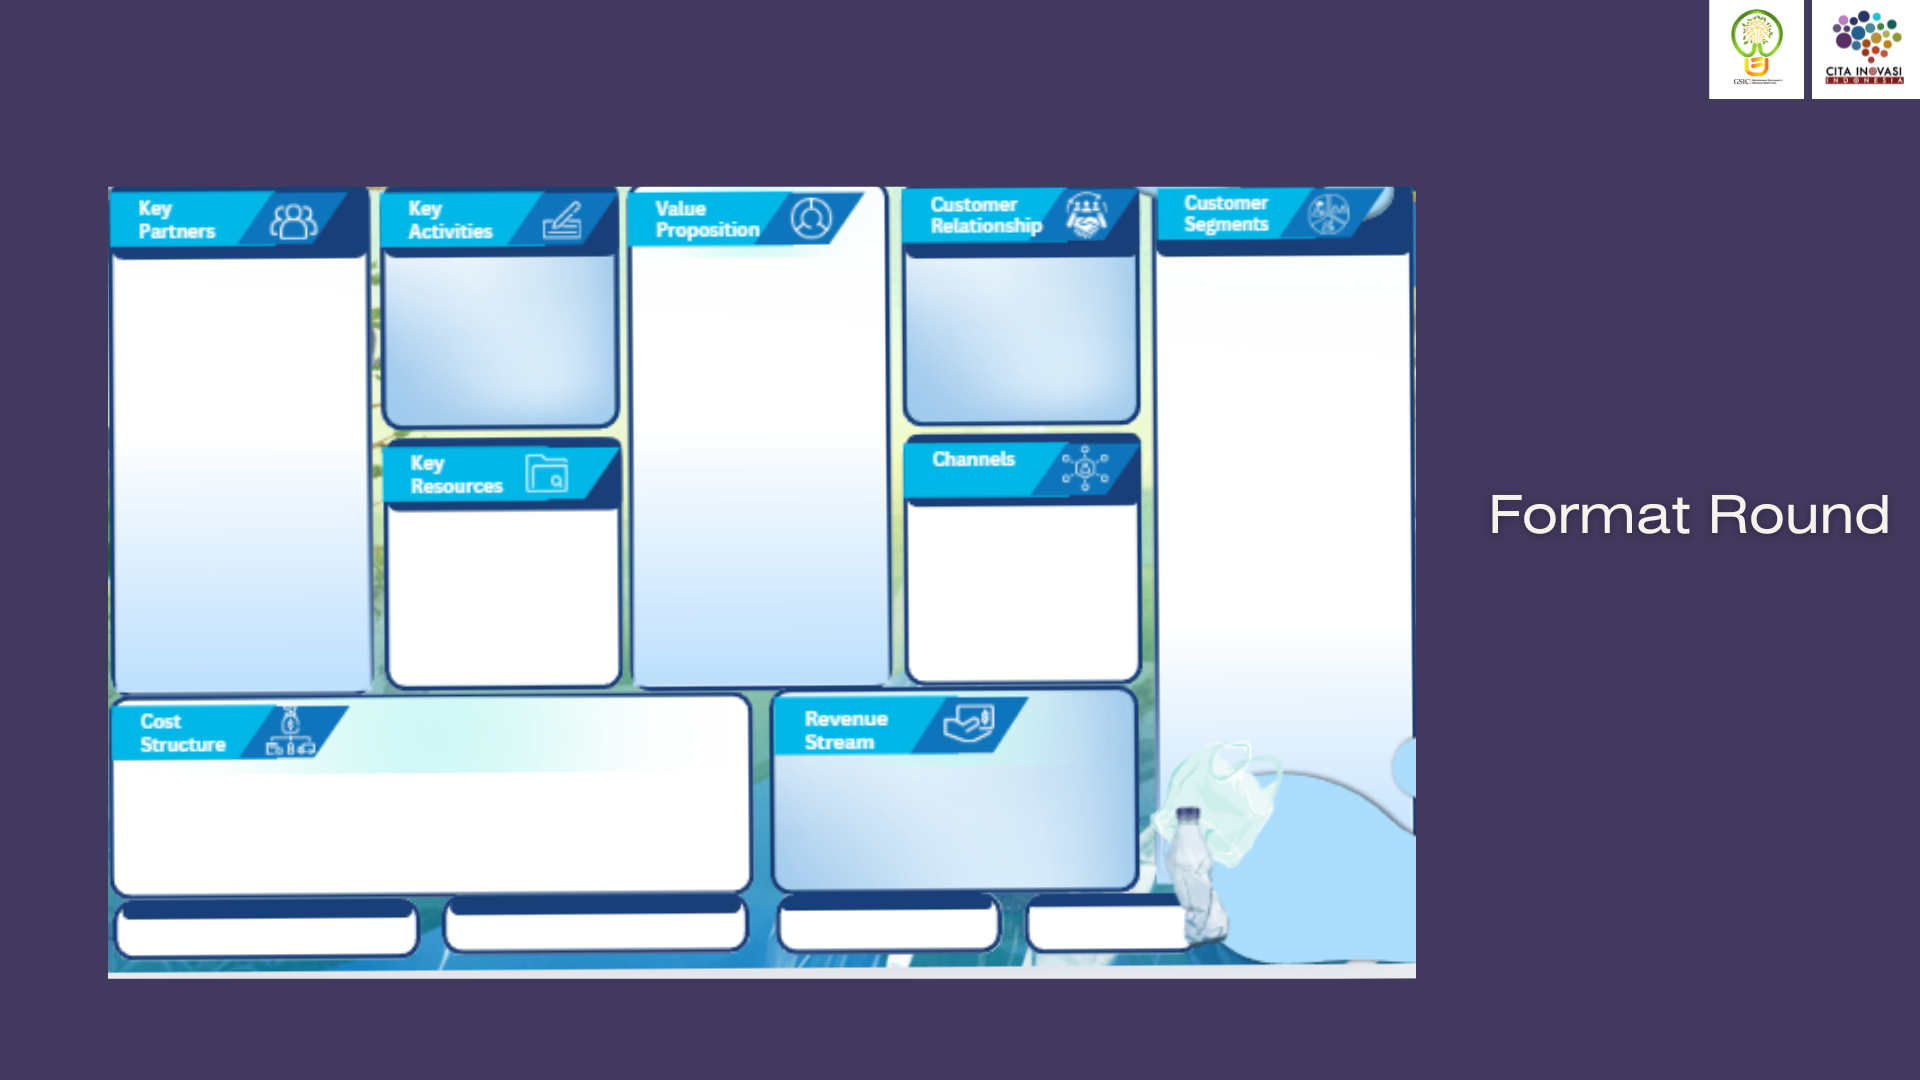 GSIC
CITA INOVASI
INDONESIA
Key
Partners
Key
Activities
Value
Proposition
Customer
Relationship
Customer
Segments
Key
Resources
Channels
Cost
Structure
Revenue
Stream
Format Round